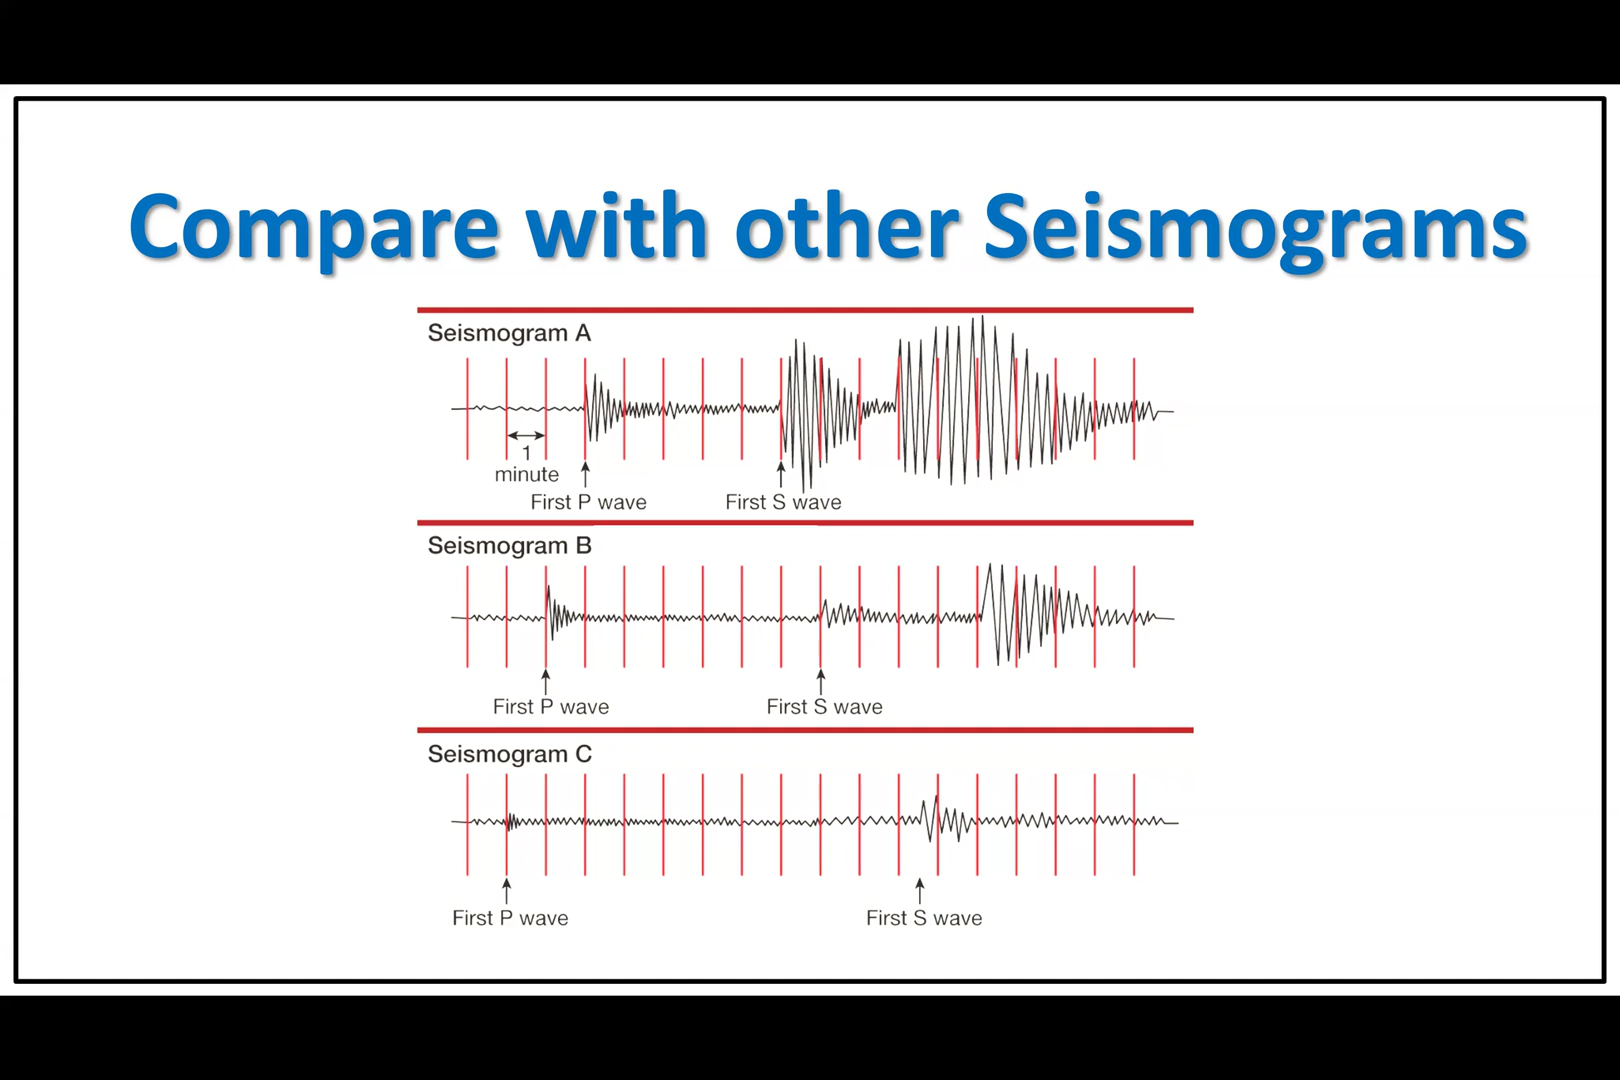 Compare with other Seismograms
Seismogram A
1
minute
First P wave
First S wave
Seismogram B
First P wave
First S wave
Seismogram C
First P wave
First S wave